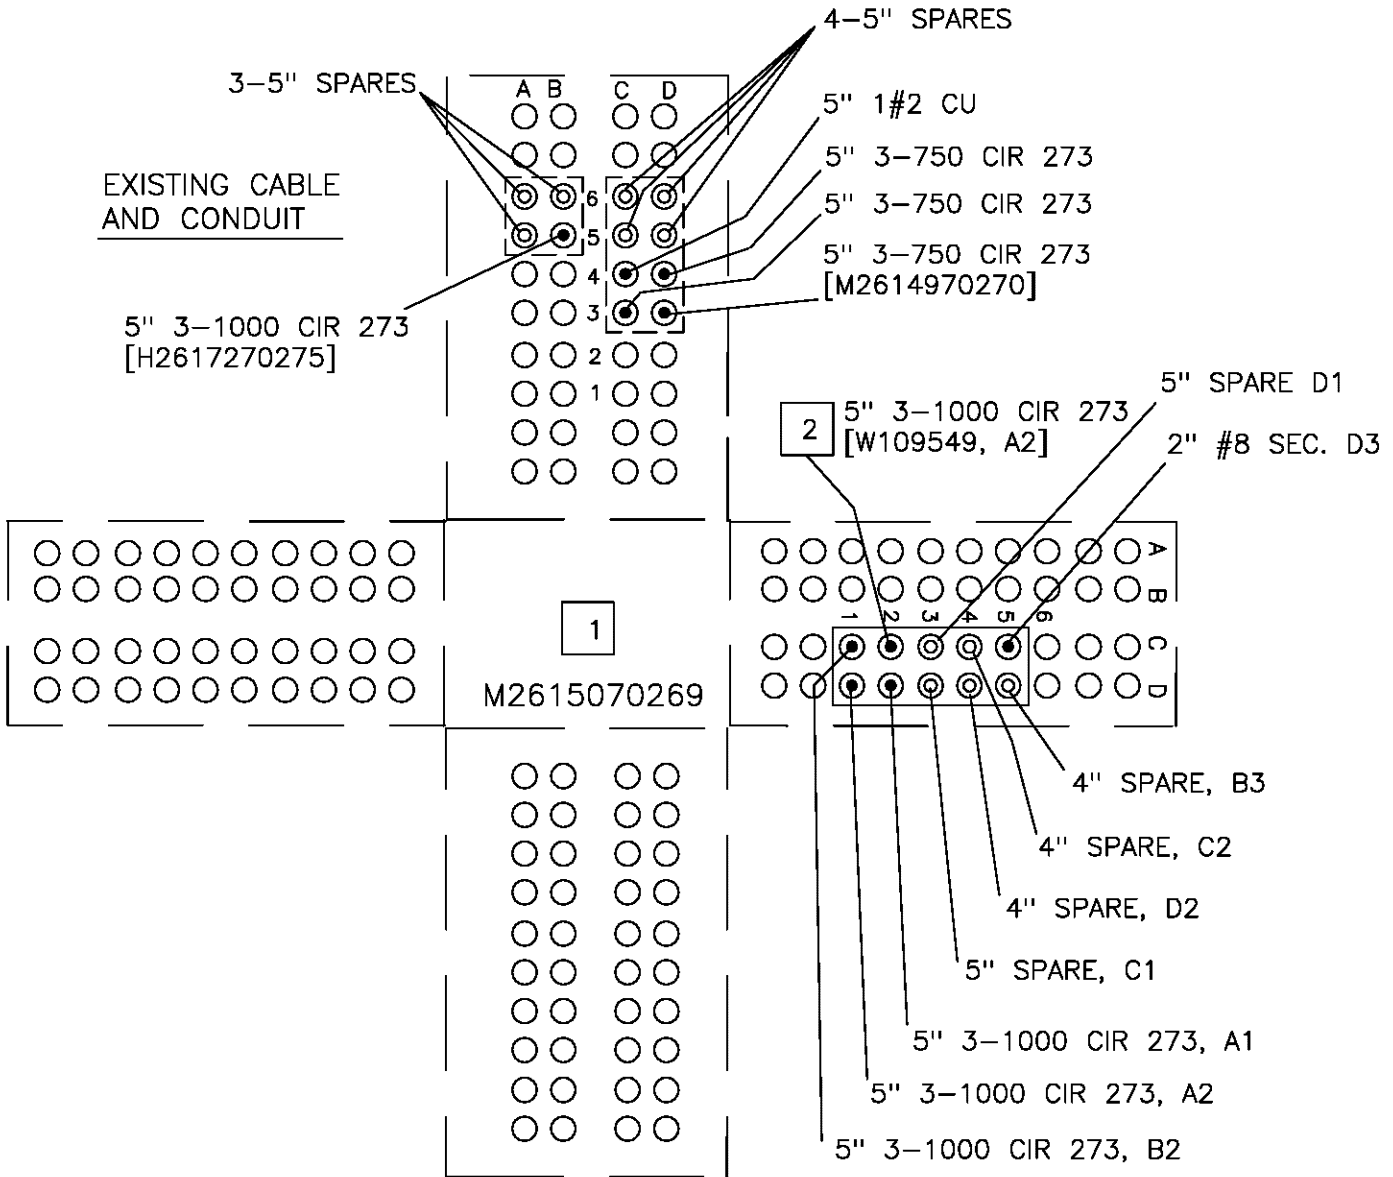 4-5" SPARES
3-5" SPARES
A B C D
5" 1#2 CU
5" 3-750 CIR 273
EXISTING CABLE
AND CONDUIT
6
5" 3-750 CIR 273
5
5" 3-750 CIR 273
[M2614970270]
4
3
5" 3-1000 CIR 273
[H2617270275]
2
1
5" SPARE D1
2
5" 3-1000 CIR 273
[W109549, A2]
2" #8 SEC. D3
A
B
1 2 3 4 5 6
C
D
1
M2615070269
4" SPARE, B3
4" SPARE, C2
4" SPARE, D2
5" SPARE, C1
5" 3-1000 CIR 273, A1
5" 3-1000 CIR 273, A2
5" 3-1000 CIR 273, B2